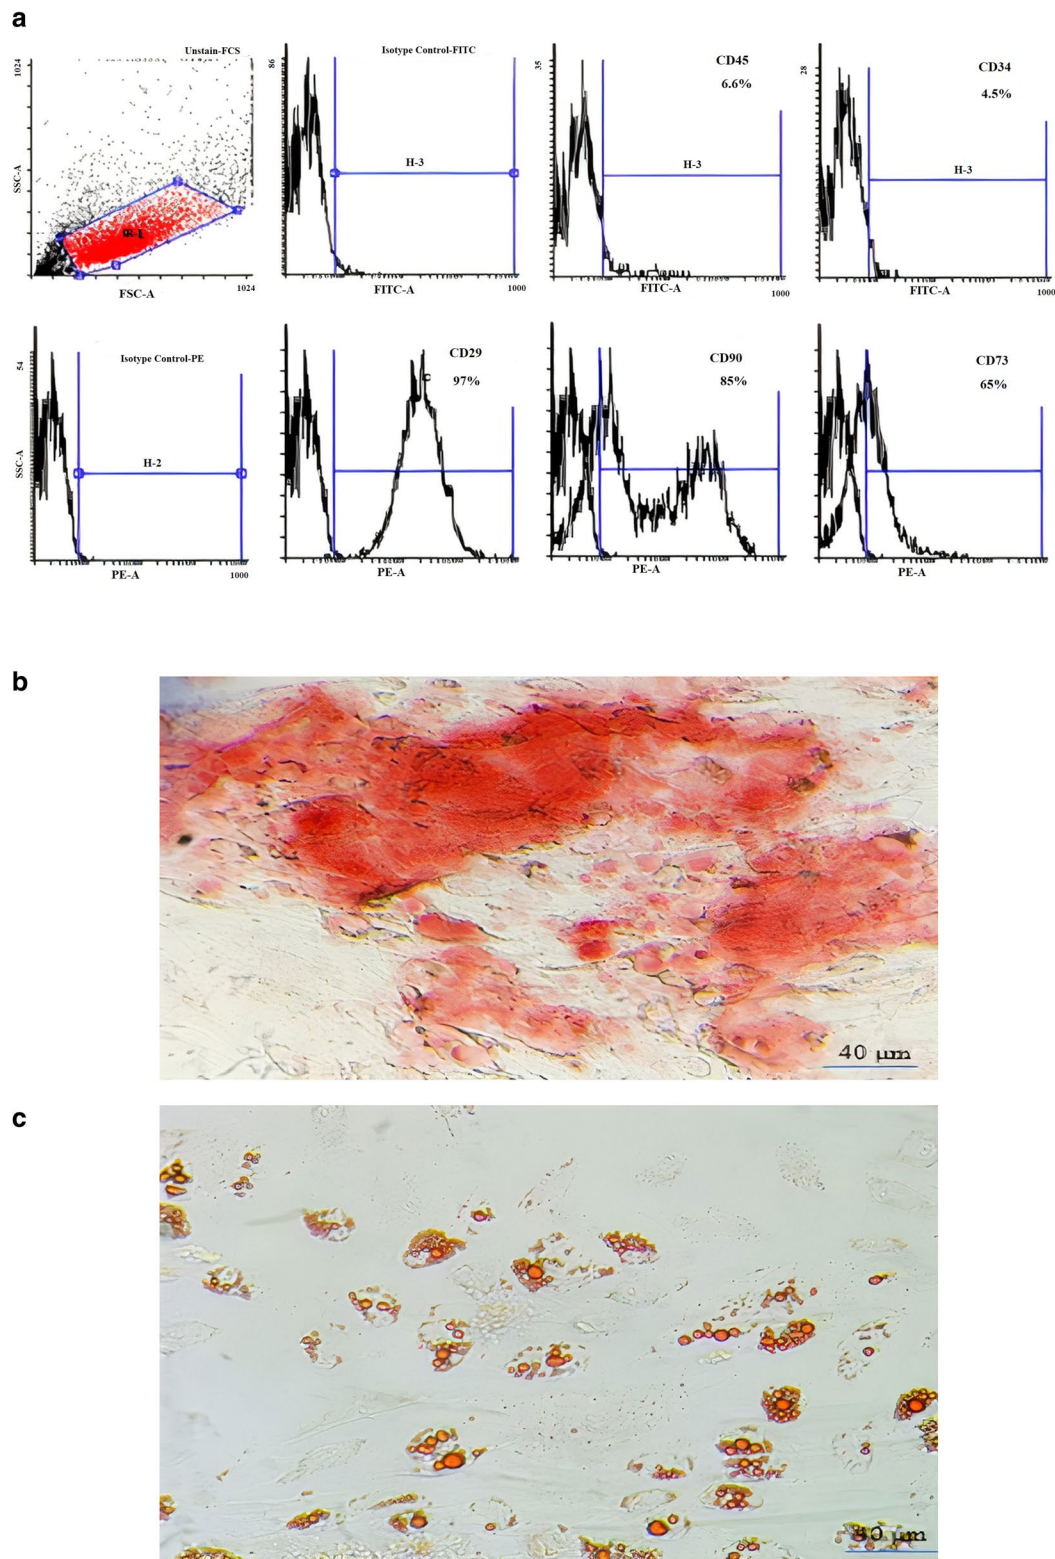 a
Unstain-FCS
1024
SSC-A
R-1
FSC-A
1024
Isotype Control-FITC
86
H-3
FITC-A
1000
CD45
6.6%
35
H-3
FITC-A
1000
CD34
4.5%
28
H-3
FITC-A
1000
Isotype Control-PE
54
SSC-A
H-2
PE-A
1000
CD29
97%
PE-A
CD90
85%
PE-A
CD73
65%
PE-A
b
40 µm
c
µm